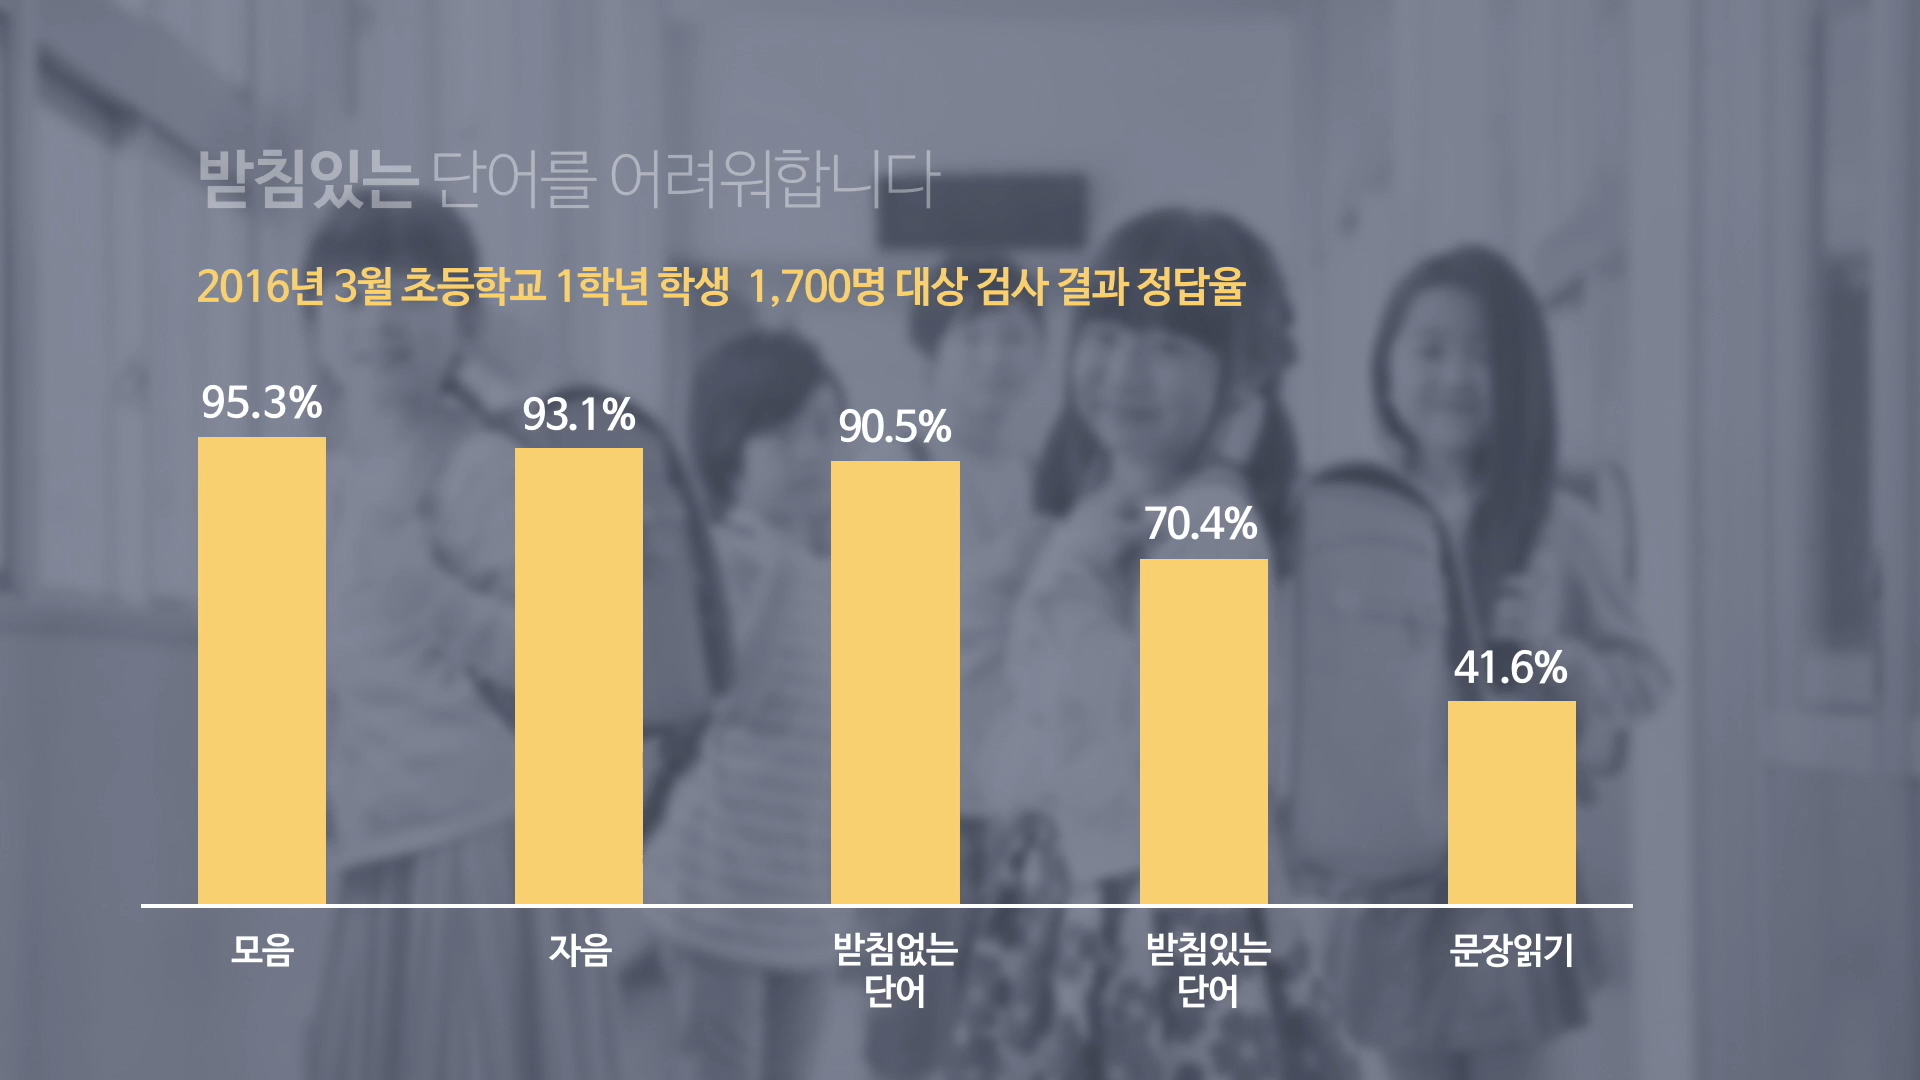 받침있는 단어를 어려워합니다
2016년 3월 초등학교 1학년 학생 1,700명 대상 검사 결과 정답율
95.3%
93.1%
90.5%
70.4%
41.6%
모음
자음
받침없는
단어
받침있는
단어
문장읽기